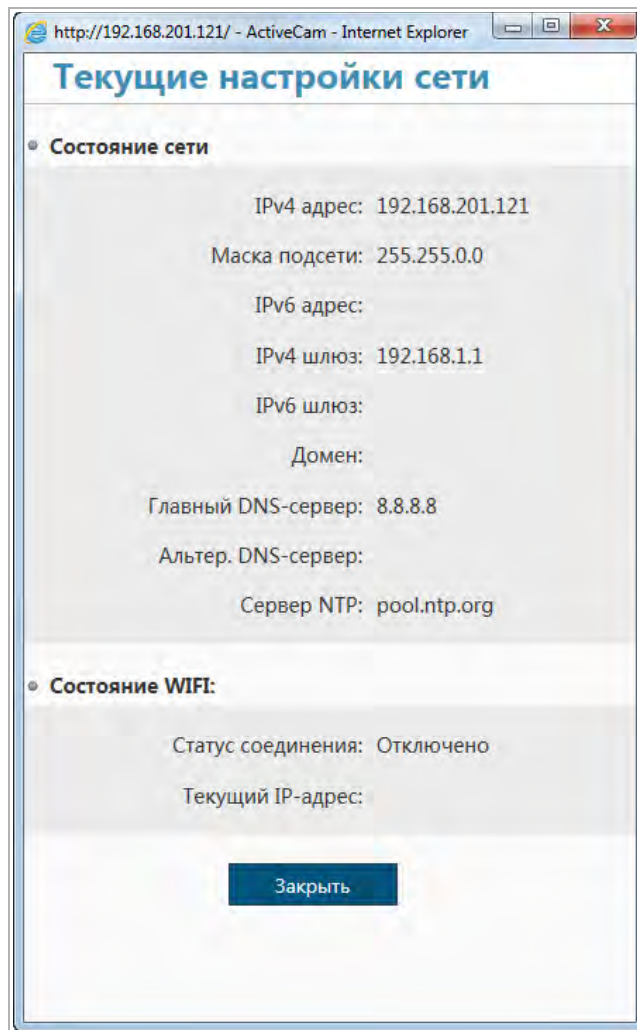 http://192.168.201.121/ - ActiveCam - Internet Explorer
Текущие настройки сети
Состояние сети
IPv4 адрес: 192.168.201.121
Маска подсети: 255.255.0.0
IPv6 адрес:
IPv4 шлюз: 192.168.1.1
IPv6 шлюз:
Домен:
Главный DNS-сервер: 8.8.8.8
Альтер. DNS-сервер:
Сервер NTP: pool.ntp.org
Состояние WIFI:
Статус соединения: Отключено
Текущий IP-адрес:
Закрыть